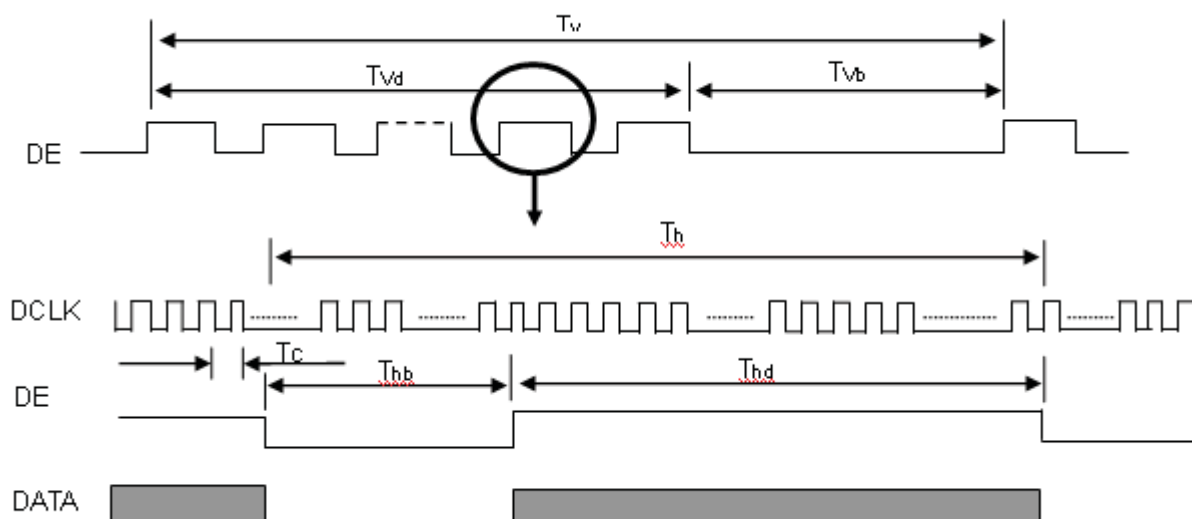 Tv
Tvd
Tvb
DE
Th
DCLK
Tc
Thb
Thd
DE
DATA